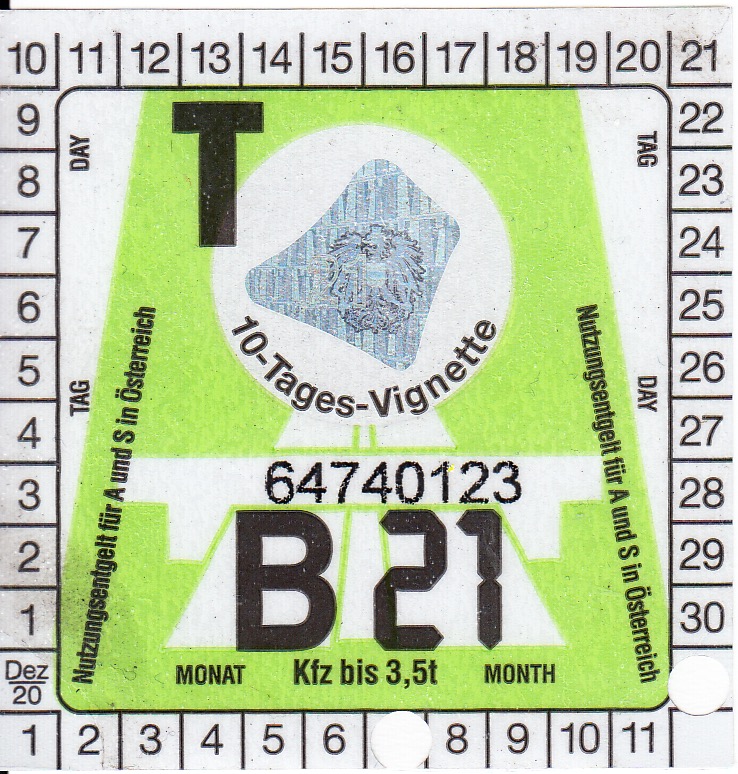 10 11 12 13 14 15 16 17 18 19 20 21
9
8
7
6
5
4
3
2
1
Dez
20
22
23
24
25
26
27
28
29
30
DAY
TAG
T
TAG
DAY
10-Tages-Vignette
Nutzungsentgelt für A und S in Österreich
Nutzungsentgelt für A und S in Österreich
64740123
B 21
MONAT Kfz bis 3,5t MONTH
1 2 3 4 5 6 8 9 10 11